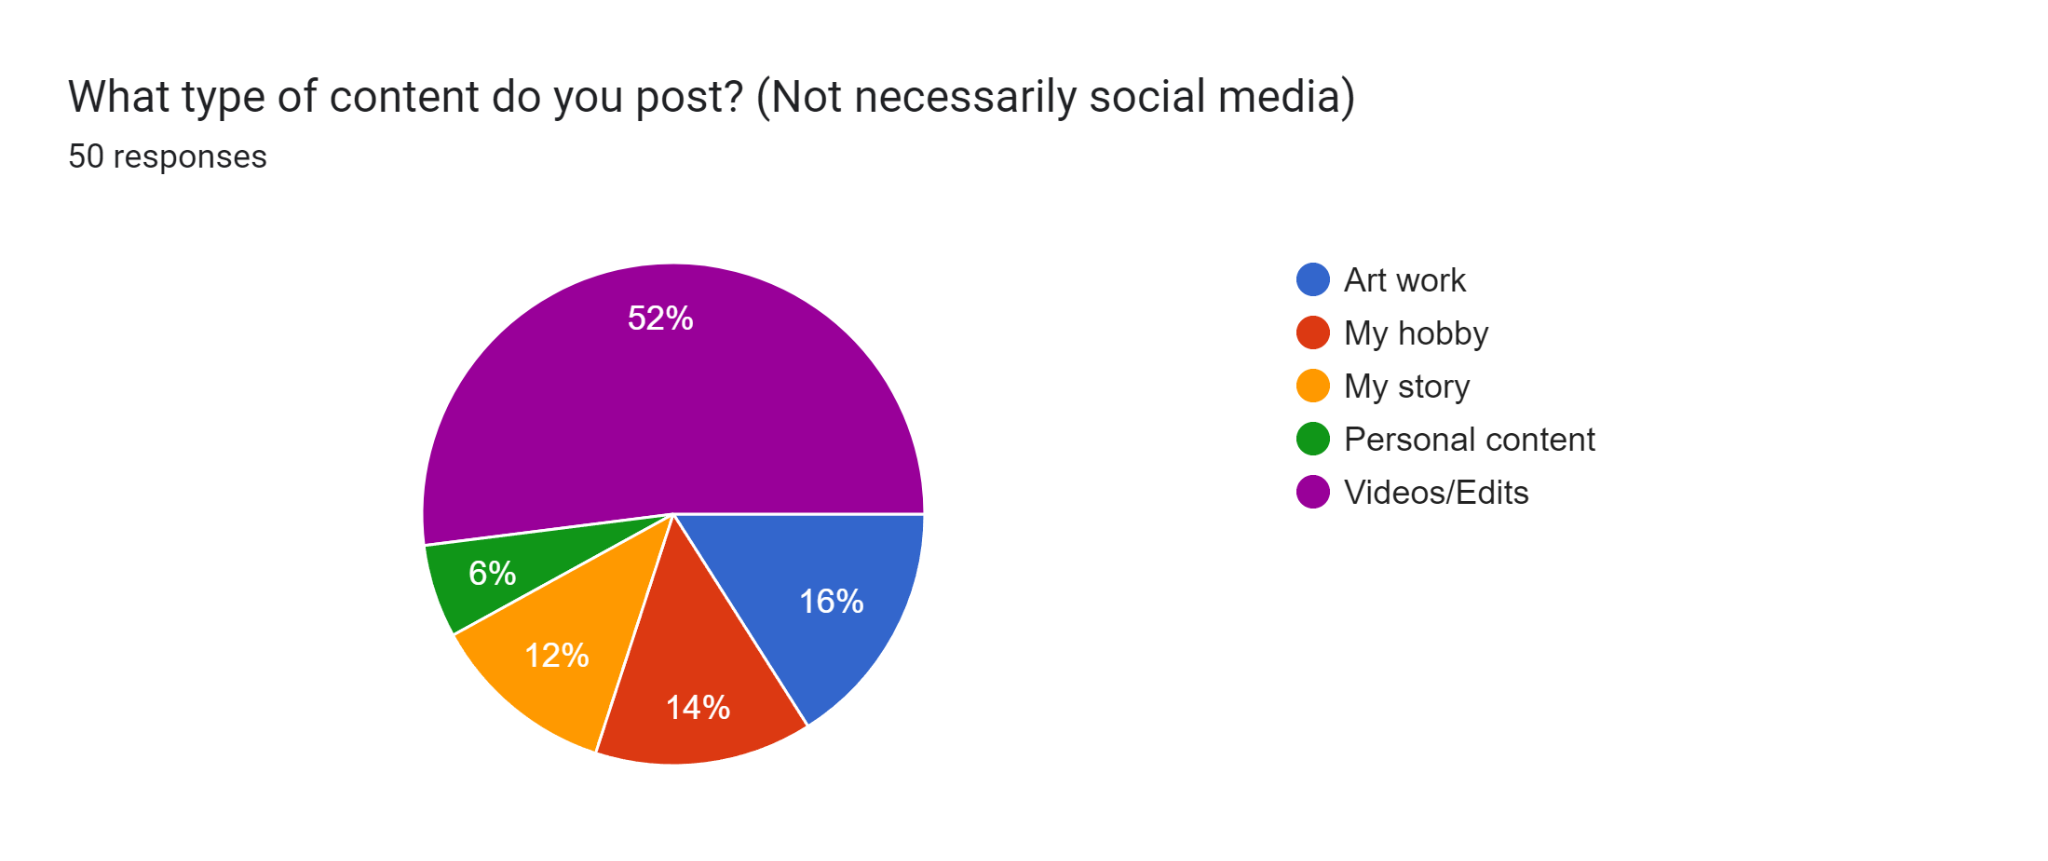 What type of content do you post? (Not necessarily social media)
50 responses
52%
16%
14%
12%
6%
Art work
My hobby
My story
Personal content
Videos/Edits